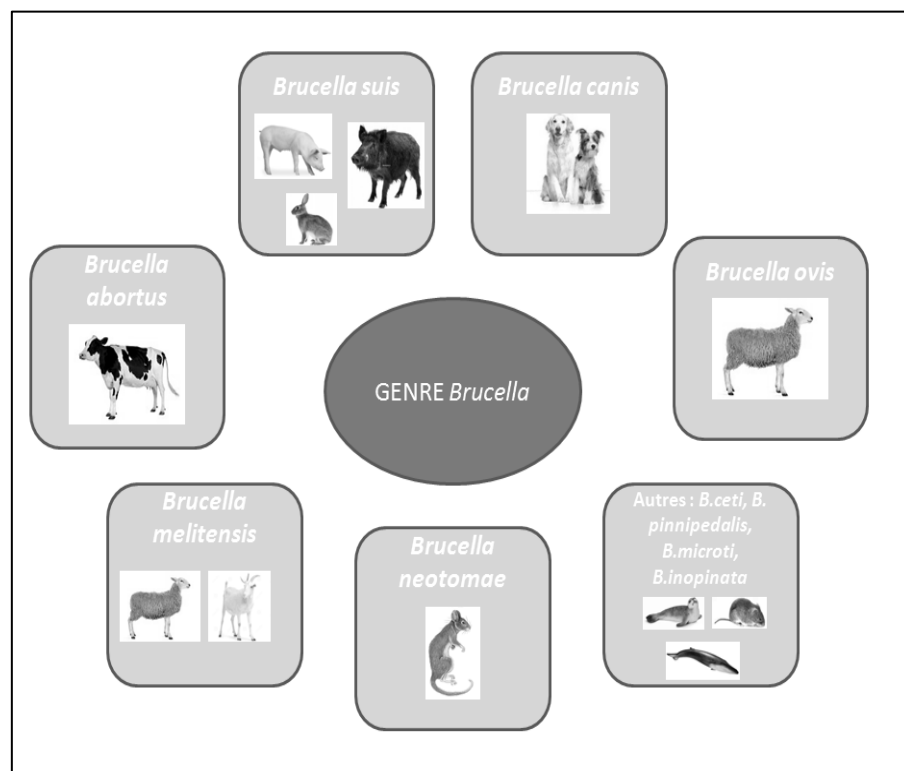 Brucella suis
Brucella canis
Brucella
abortus
Brucella ovis
GENRE Brucella
Brucella
melitensis
Brucella
neotomae
Autres : B.ceti, B.
pinnipedalis,
B.microti,
B.inopinata